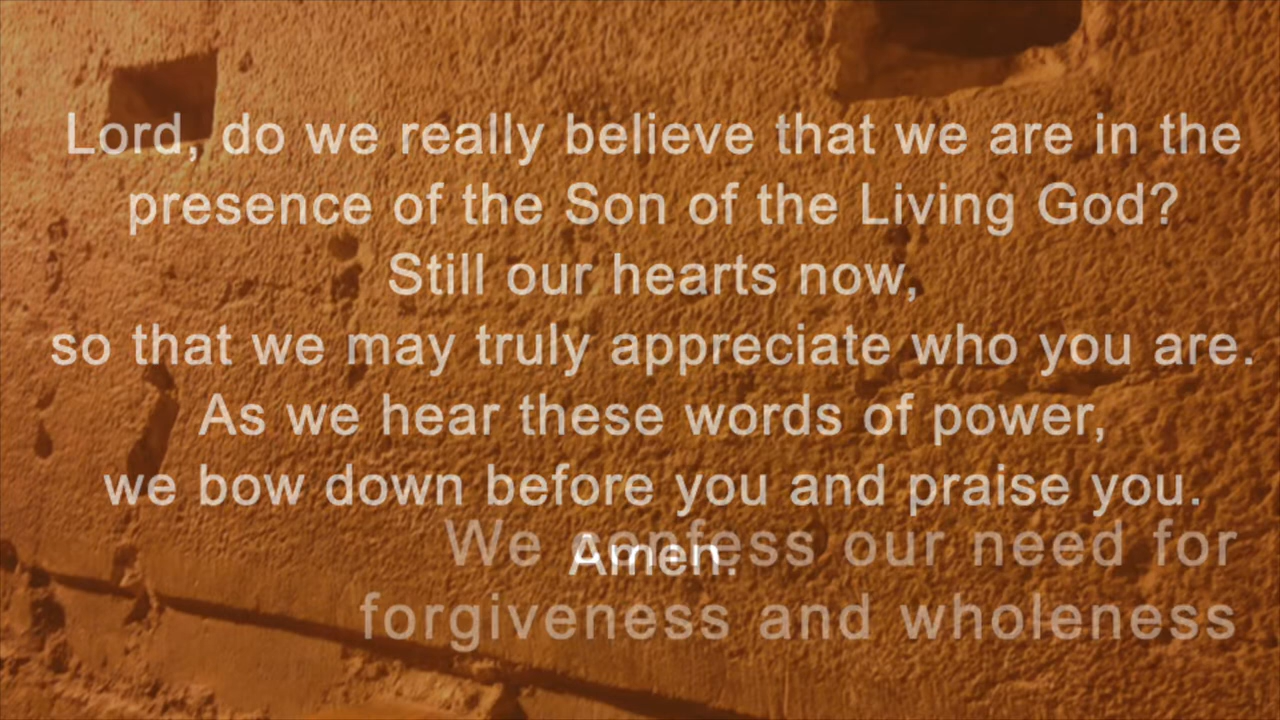 Lord, do we really believe that we are in the
presence of the Son of the Living God?
Still our hearts now,
so that we may truly appreciate who you are.
As we hear these words of power,
we bow down before you and praise you.
Amen.
We confess our need for
forgiveness and wholeness